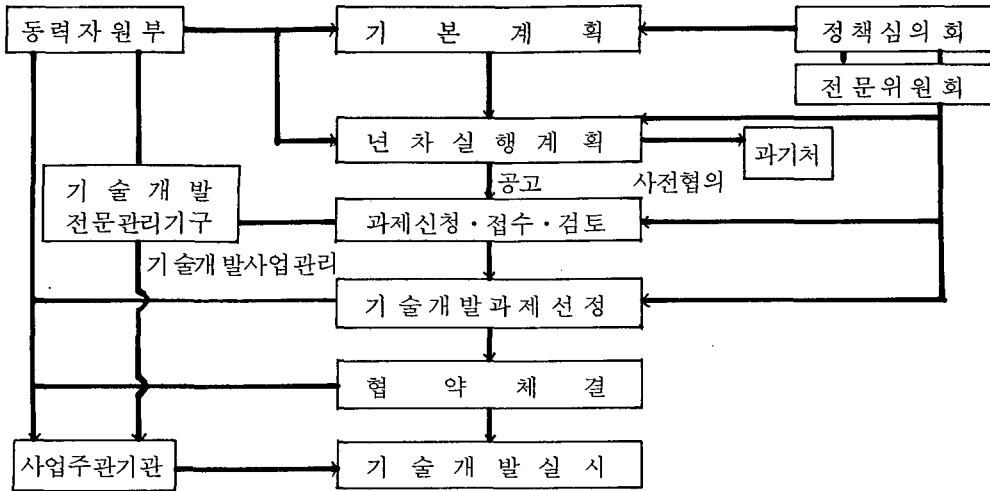 동력자원부
기본계획
정책심의회
전문위원회
년차실행계획
과기처
공고
사전협의
기술개발
전문관리기구
과제신청·접수·검토
기술개발사업관리
기술개발과제선정
협약체결
사업주관기관
기술개발실시